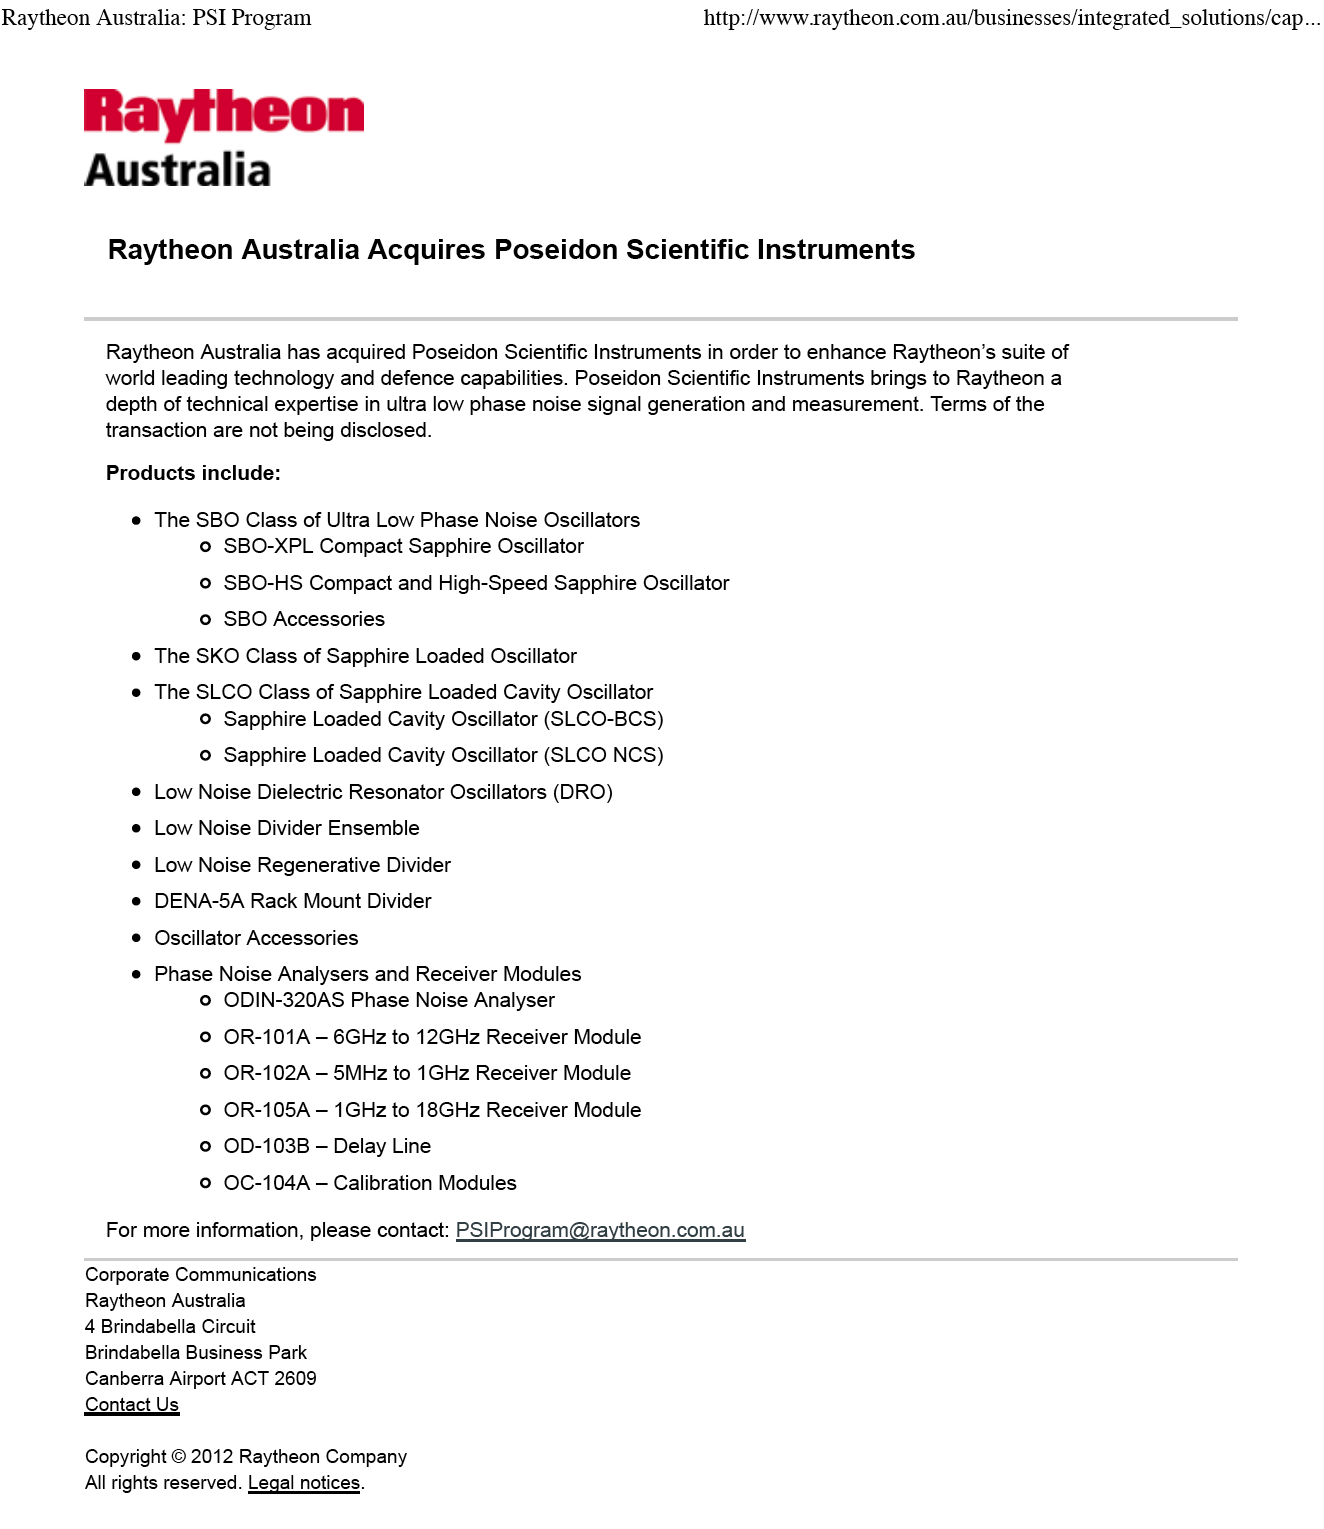 Raytheon Australia: PSI Program
http://www.raytheon.com.au/businesses/integrated_solutions/cap...
Raytheon
Australia
Raytheon Australia Acquires Poseidon Scientific Instruments
Raytheon Australia has acquired Poseidon Scientific Instruments in order to enhance Raytheon’s suite of
world leading technology and defence capabilities. Poseidon Scientific Instruments brings to Raytheon a
depth of technical expertise in ultra low phase noise signal generation and measurement. Terms of the
transaction are not being disclosed.
Products include:
● The SBO Class of Ultra Low Phase Noise Oscillators
○ SBO-XPL Compact Sapphire Oscillator
○ SBO-HS Compact and High-Speed Sapphire Oscillator
○ SBO Accessories
● The SKO Class of Sapphire Loaded Oscillator
● The SLCO Class of Sapphire Loaded Cavity Oscillator
○ Sapphire Loaded Cavity Oscillator (SLCO-BCS)
○ Sapphire Loaded Cavity Oscillator (SLCO NCS)
● Low Noise Dielectric Resonator Oscillators (DRO)
● Low Noise Divider Ensemble
● Low Noise Regenerative Divider
● DENA-5A Rack Mount Divider
● Oscillator Accessories
● Phase Noise Analysers and Receiver Modules
○ ODIN-320AS Phase Noise Analyser
○ OR-101A – 6GHz to 12GHz Receiver Module
○ OR-102A – 5MHz to 1GHz Receiver Module
○ OR-105A – 1GHz to 18GHz Receiver Module
○ OD-103B – Delay Line
○ OC-104A – Calibration Modules
For more information, please contact: PSIProgram@raytheon.com.au
Corporate Communications
Raytheon Australia
4 Brindabella Circuit
Brindabella Business Park
Canberra Airport ACT 2609
Contact Us
Copyright © 2012 Raytheon Company
All rights reserved. Legal notices.